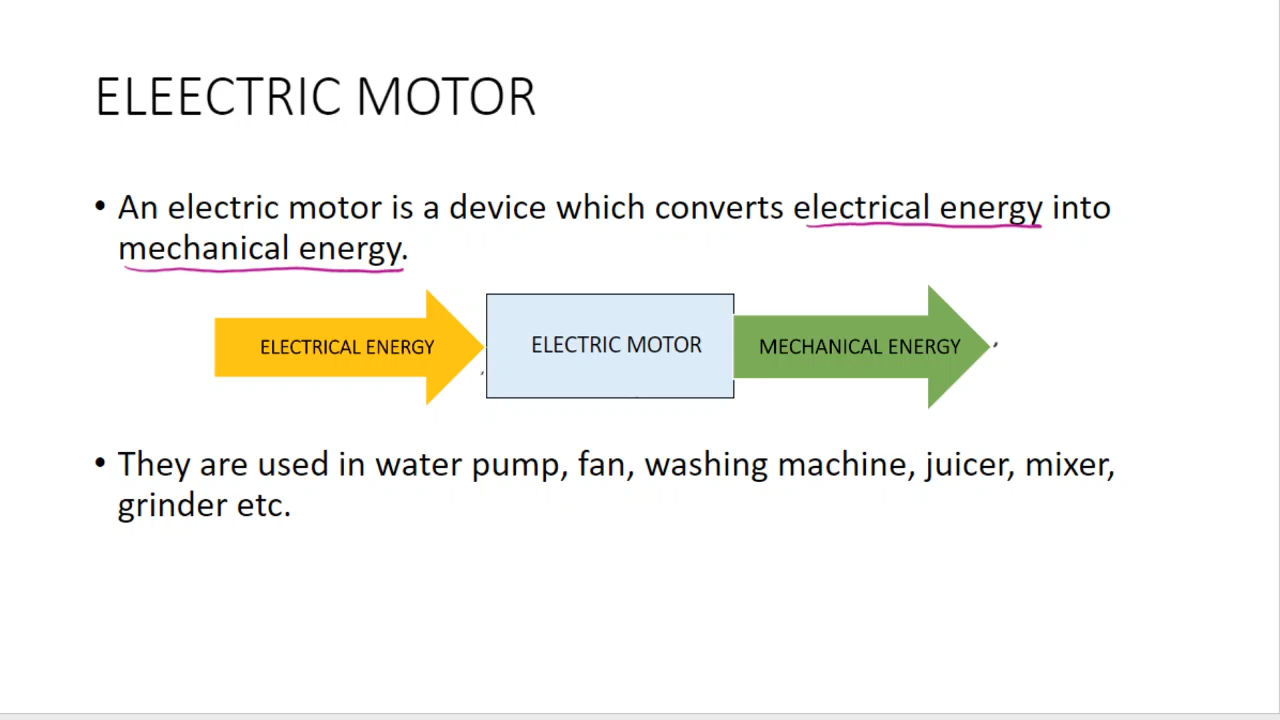 ELEECTRIC MOTOR
• An electric motor is a device which converts electrical energy into
mechanical energy.
ELECTRICAL ENERGY
ELECTRIC MOTOR
MECHANICAL ENERGY
• They are used in water pump, fan, washing machine, juicer, mixer,
grinder etc.